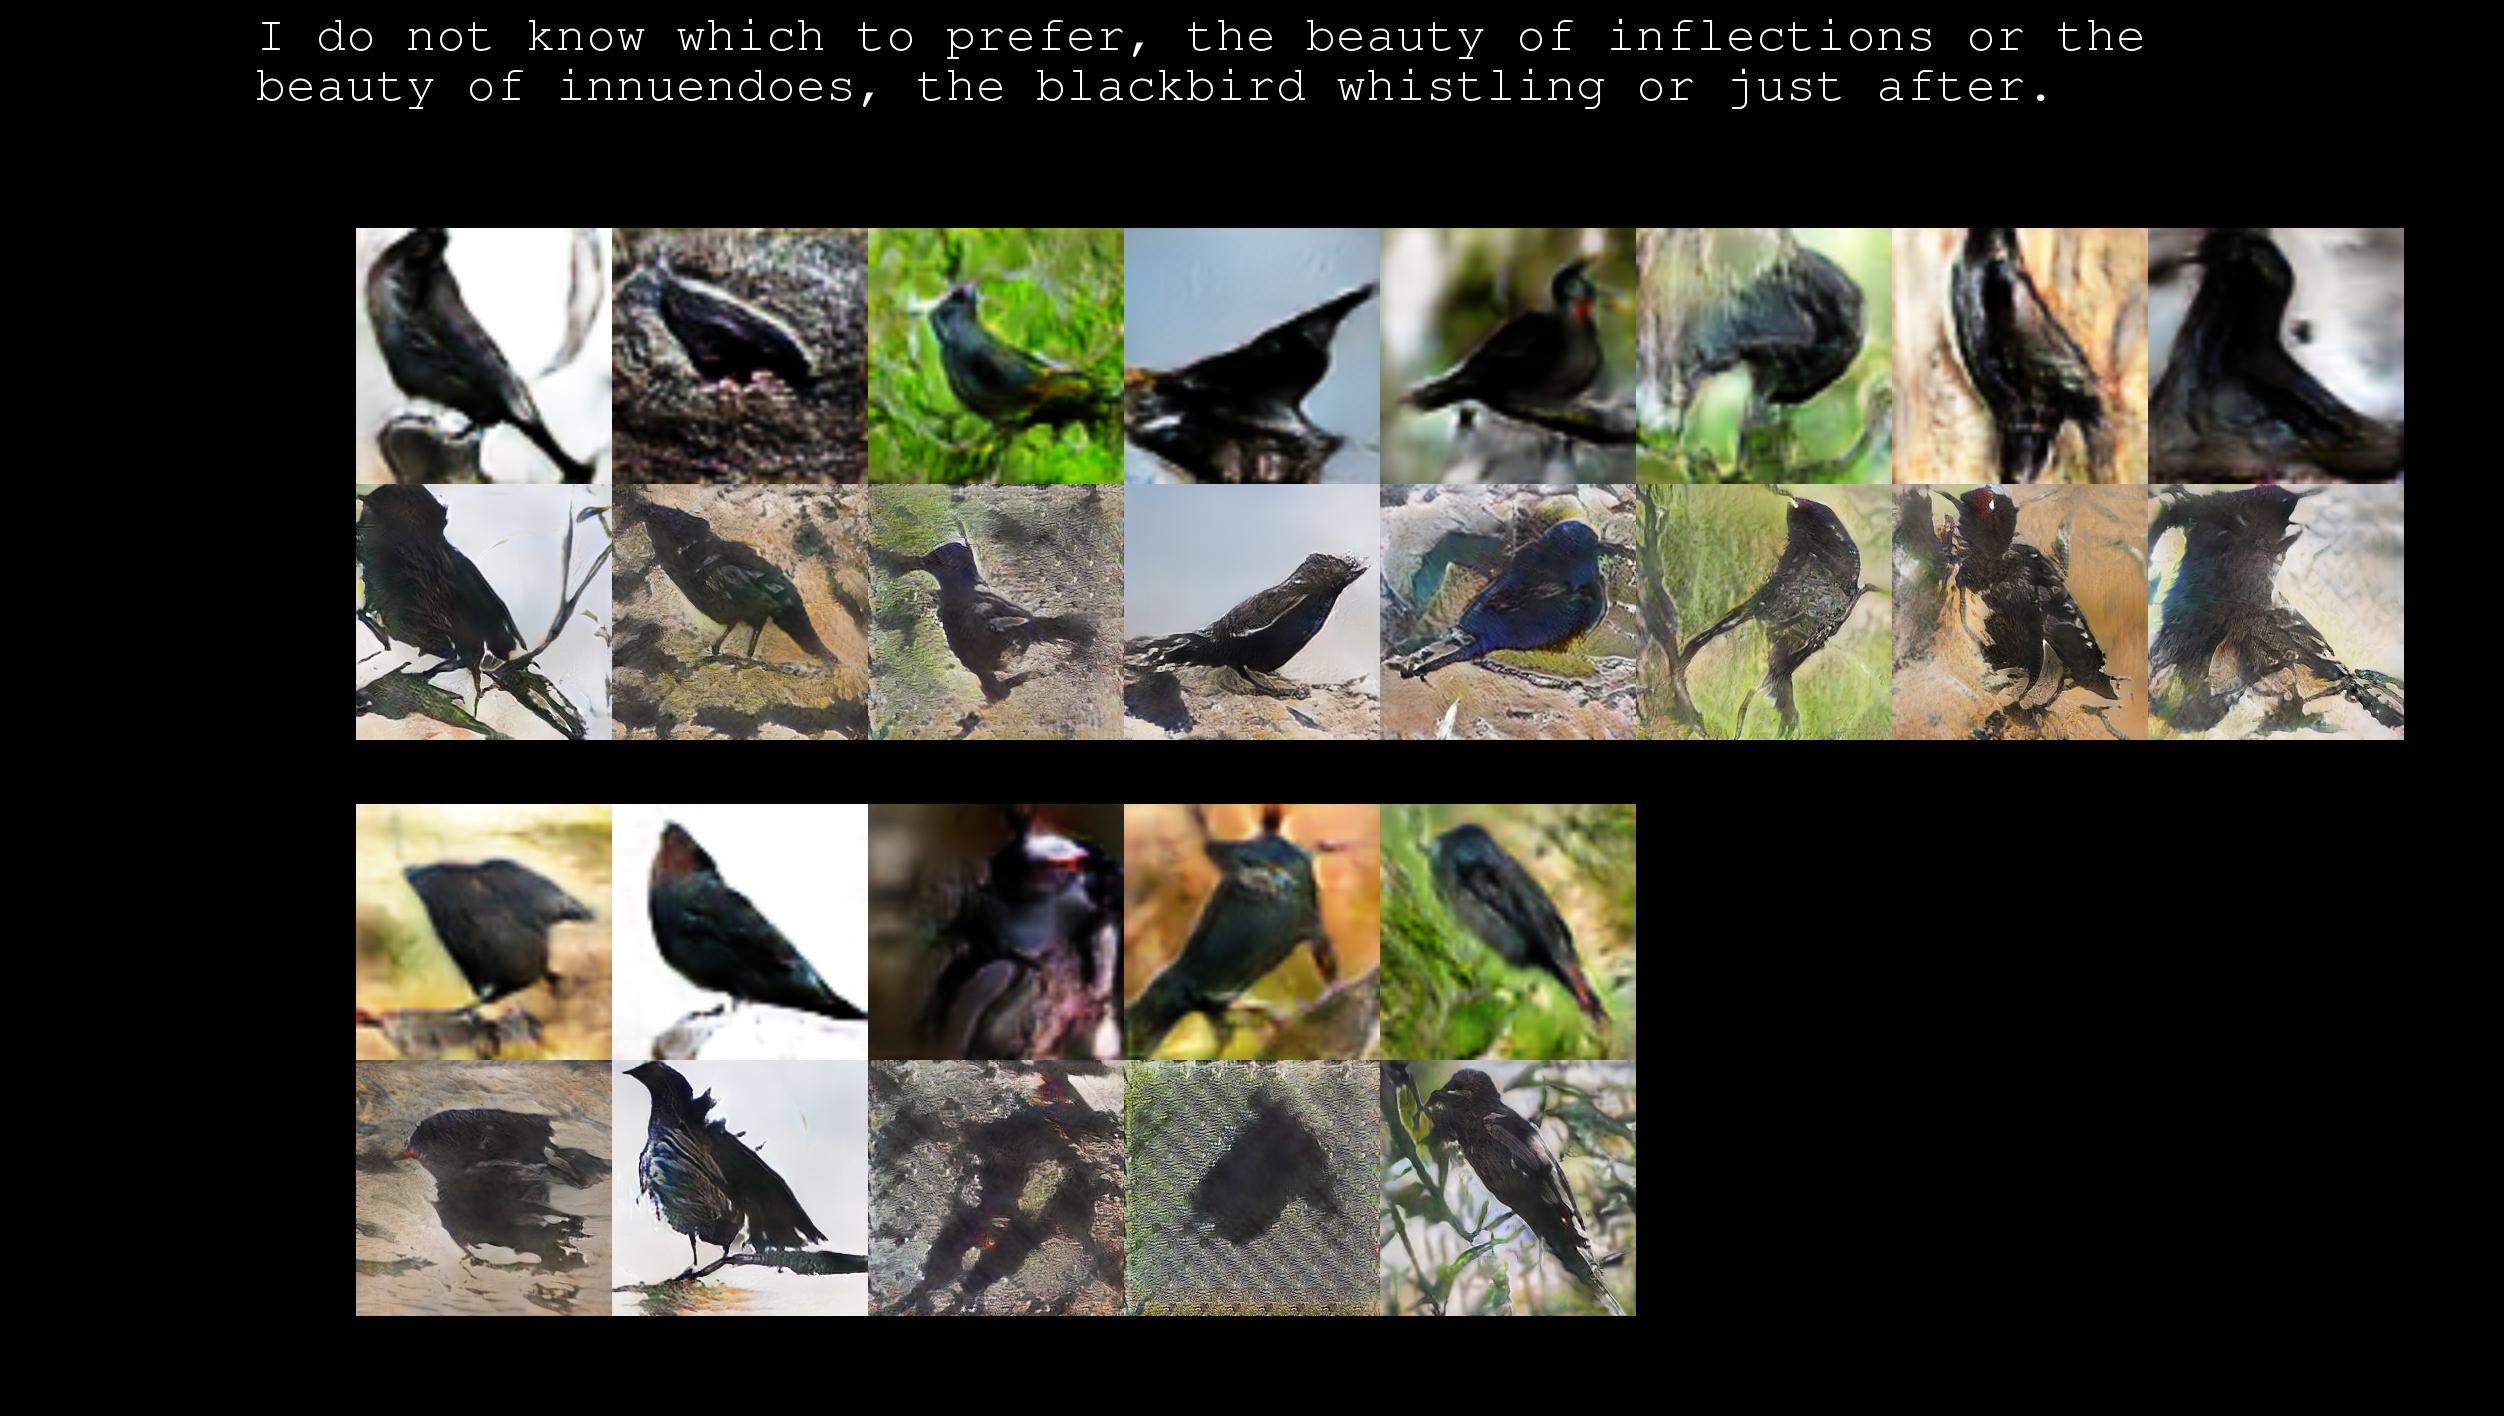 I do not know which to prefer, the beauty of inflections or the
beauty of innuendoes, the blackbird whistling or just after.